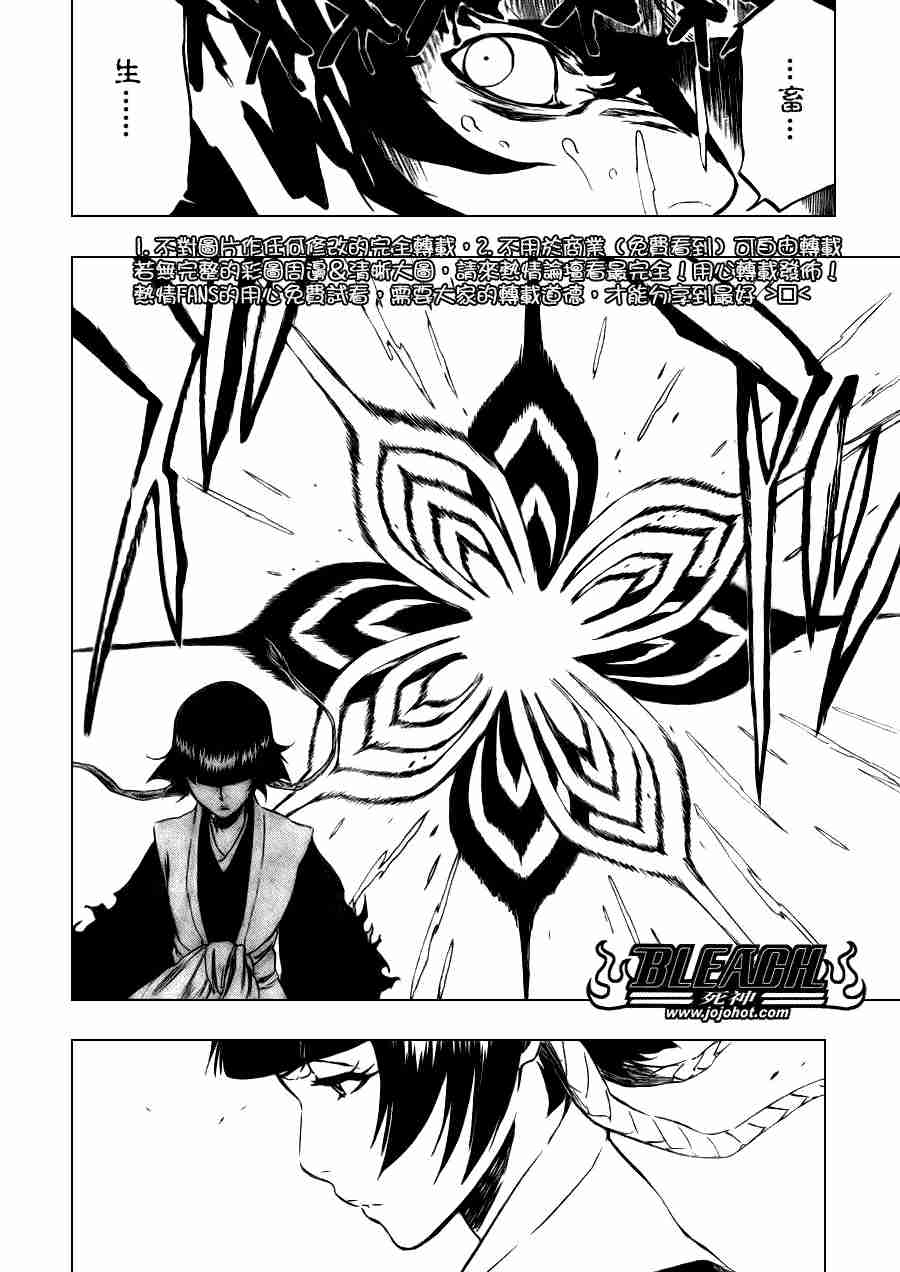 …畜…
生……
1. 不對圖片作任何修改的完全轉載，2. 不用於商業（免費看到）可自由轉載
若無完整的彩圖周邊&清晰大圖，請來熱情論壇看最完全！用心轉載發佈！
熱情FANS的用心免費試看，需要大家的轉載道德，才能分享到最好 >口<
BLEACH
死神
www.jojohot.com